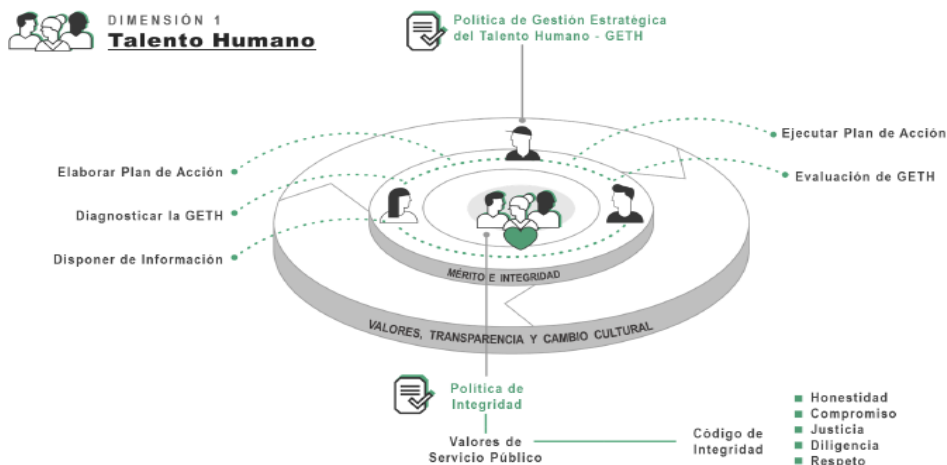 DIMENSIÓN 1
Talento Humano
Política de Gestión Estratégica
del Talento Humano - GETH
Elaborar Plan de Acción
Diagnosticar la GETH
Disponer de Información
Ejecutar Plan de Acción
Evaluación de GETH
MÉRITO E INTEGRIDAD
VALORES, TRANSPARENCIA Y CAMBIO CULTURAL
Política de
Integridad
Valores de
Servicio Público
Código de
Integridad
Honestidad
Compromiso
Justicia
Diligencia
Respeto